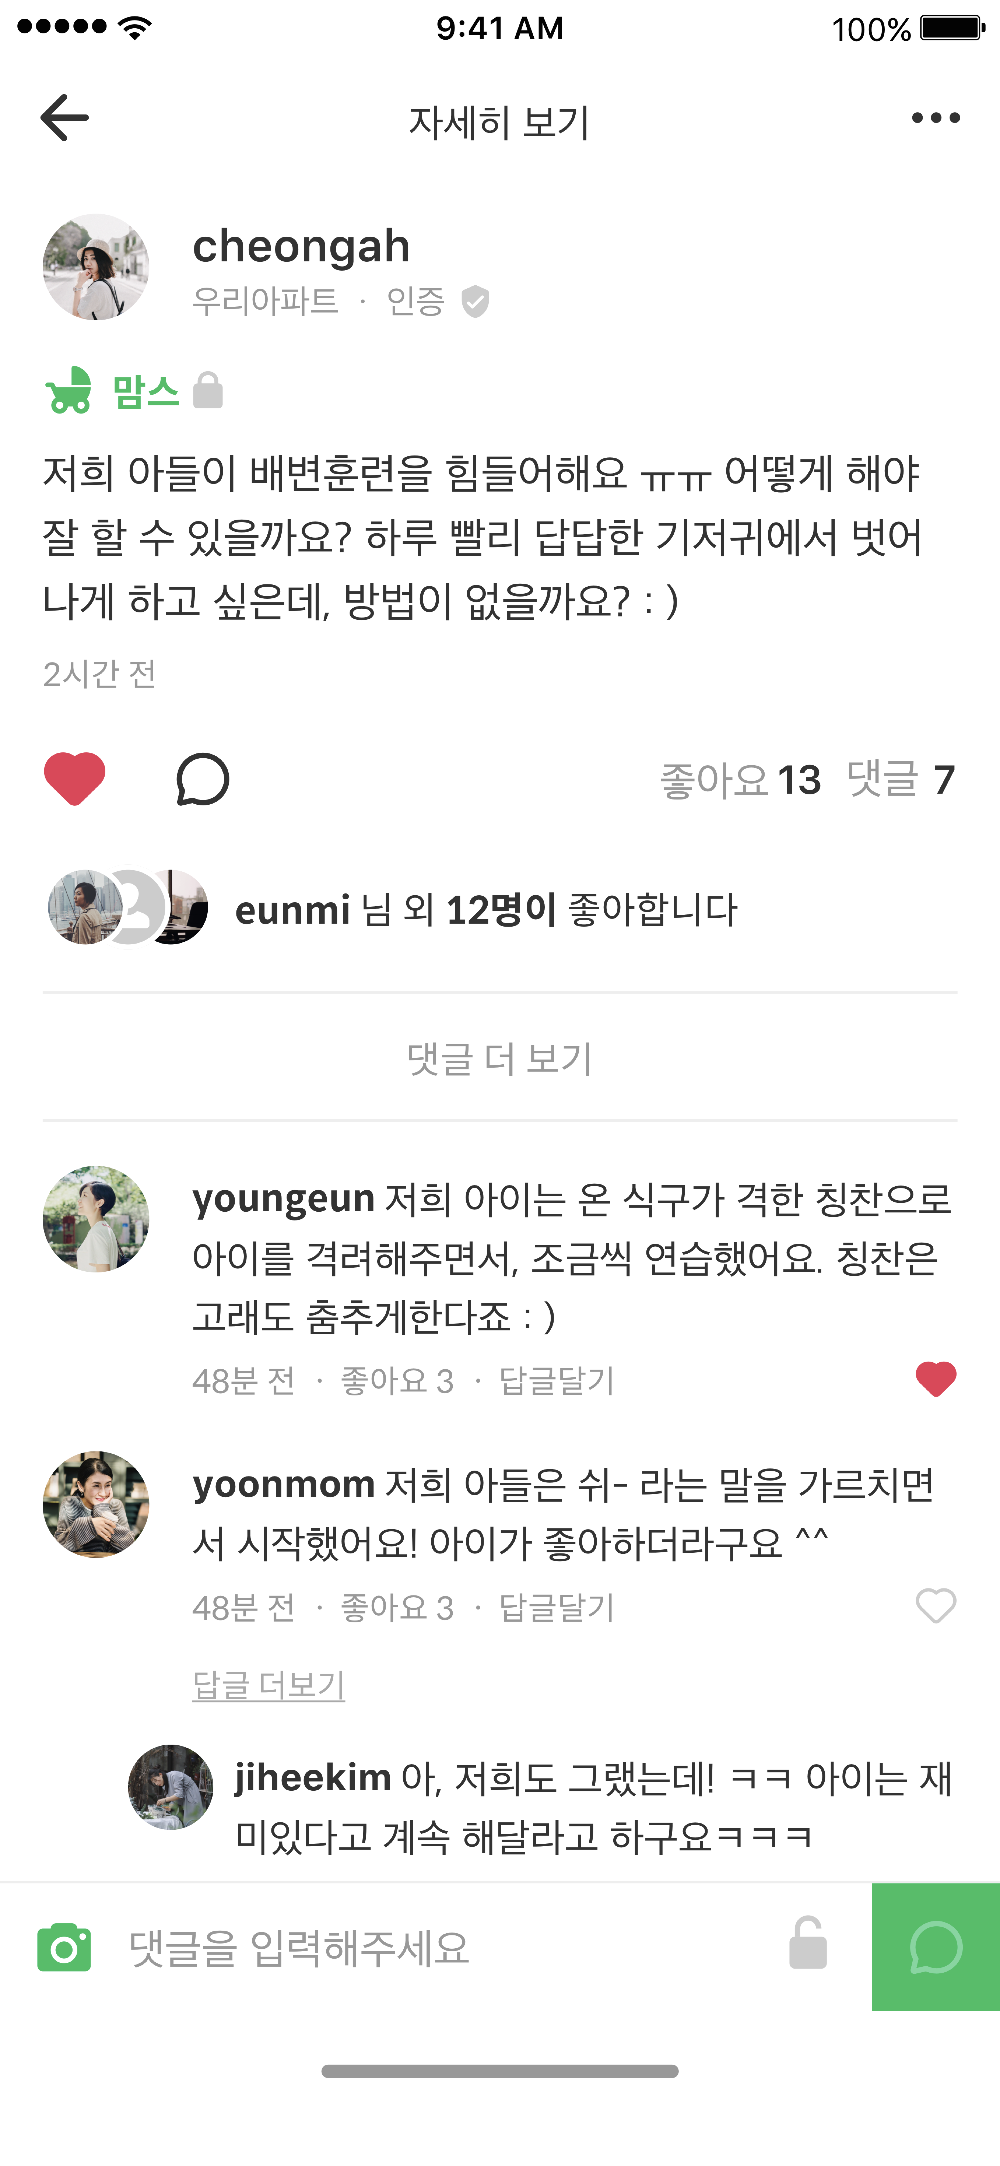 9:41 AM
100%
자세히 보기
cheongah
우리아파트 · 인증
맘스
저희 아들이 배변훈련을 힘들어해요 ㅠㅠ 어떻게 해야
잘 할 수 있을까요? 하루 빨리 답답한 기저귀에서 벗어
나게 하고 싶은데, 방법이 없을까요? : )
2시간 전
좋아요 13 댓글 7
eunmi 님 외 12명이 좋아합니다
댓글 더 보기
youngeun 저희 아이는 온 식구가 격한 칭찬으로
아이를 격려해주면서, 조금씩 연습했어요. 칭찬은
고래도 춤추게한다죠 : )
48분 전 · 좋아요 3 · 답글달기
yoonmom 저희 아들은 쉬- 라는 말을 가르치면
서 시작했어요! 아이가 좋아하더라구요 ^^
48분 전 · 좋아요 3 · 답글달기
답글 더보기
jiheekim 아, 저희도 그랬는데! ㅋㅋ 아이는 재
미있다고 계속 해달라고 하구요ㅋㅋㅋ
댓글을 입력해주세요